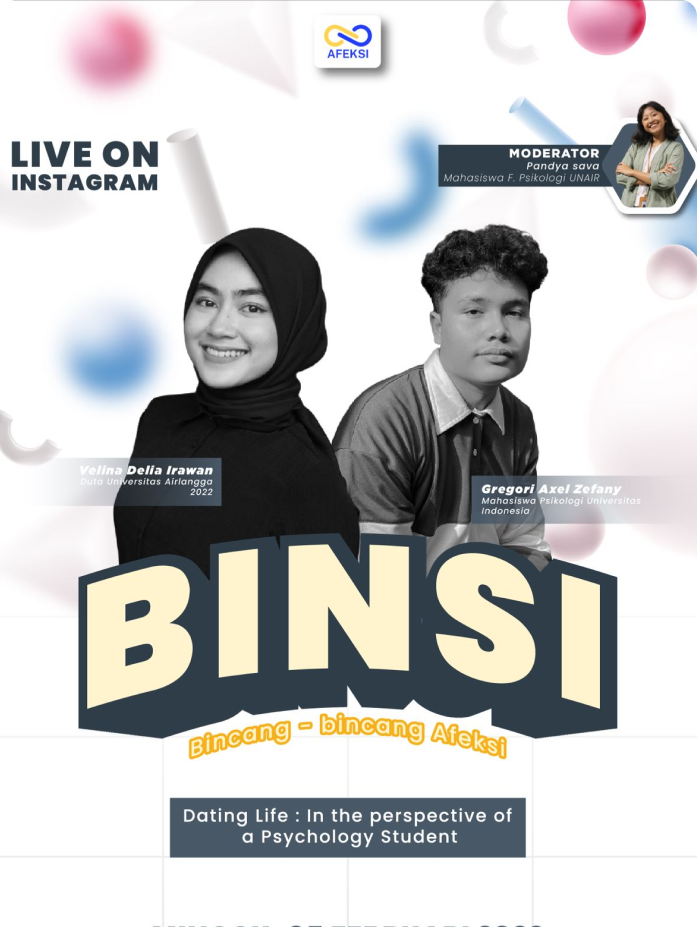 AFEKSI
LIVE ON
INSTAGRAM
MODERATOR
Pandya sava
Mahasiswa F. Psikologi UNAIR
Velina Delia Irawan
Duta Universitas Airlangga
2022
Gregori Axel Zefany
Mahasiswa Psikologi Universitas
Indonesia
BINSI
Bincang - bincang Afeksi
Dating Life : In the perspective of
a Psychology Student